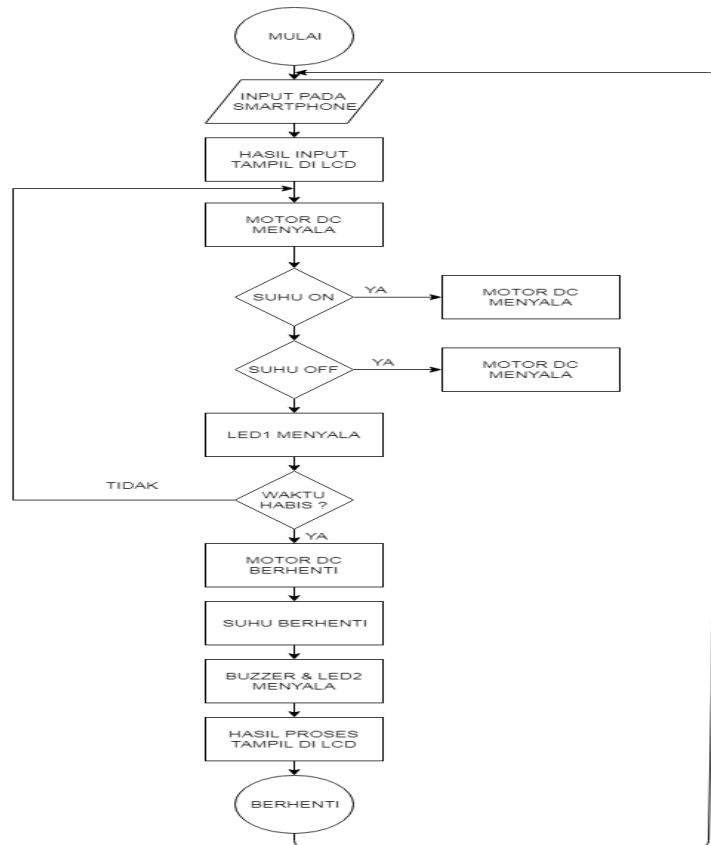 MULAI
INPUT PADA
SMARTPHONE
HASIL INPUT
TAMPIL DI LCD
MOTOR DC
MENYALA
SUHU ON
YA
MOTOR DC
MENYALA
SUHU OFF
YA
MOTOR DC
MENYALA
LED1 MENYALA
TIDAK
WAKTU
HABIS ?
YA
MOTOR DC
BERHENTI
SUHU BERHENTI
BUZZER & LED2
MENYALA
HASIL PROSES
TAMPIL DI LCD
BERHENTI